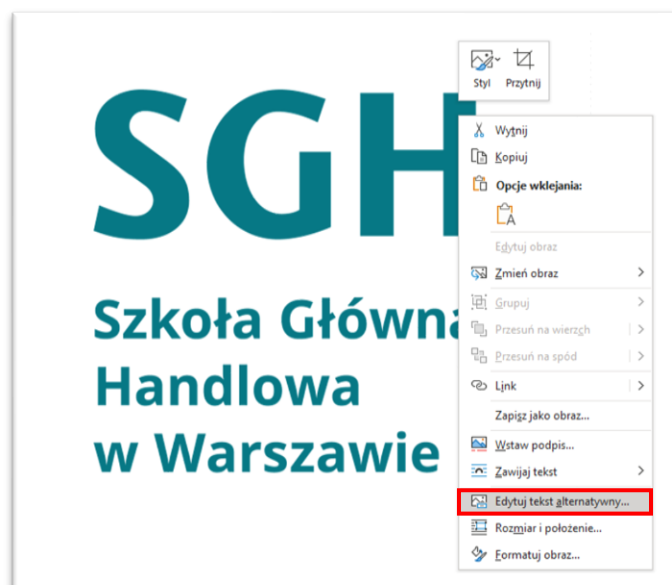 SGH
Szkoła Główna
Handlowa
w Warszawie
Styl
Przytnij
Wytnij
Kopiuj
Opcje wklejania:
Edytuj obraz
Zmień obraz
Grupuj
Przesuń na wierzch
Przesuń na spód
Link
Zapisz jako obraz...
Wstaw podpis...
Zawijaj tekst
Edytuj tekst alternatywny...
Rozmiar i położenie...
Formatuj obraz...